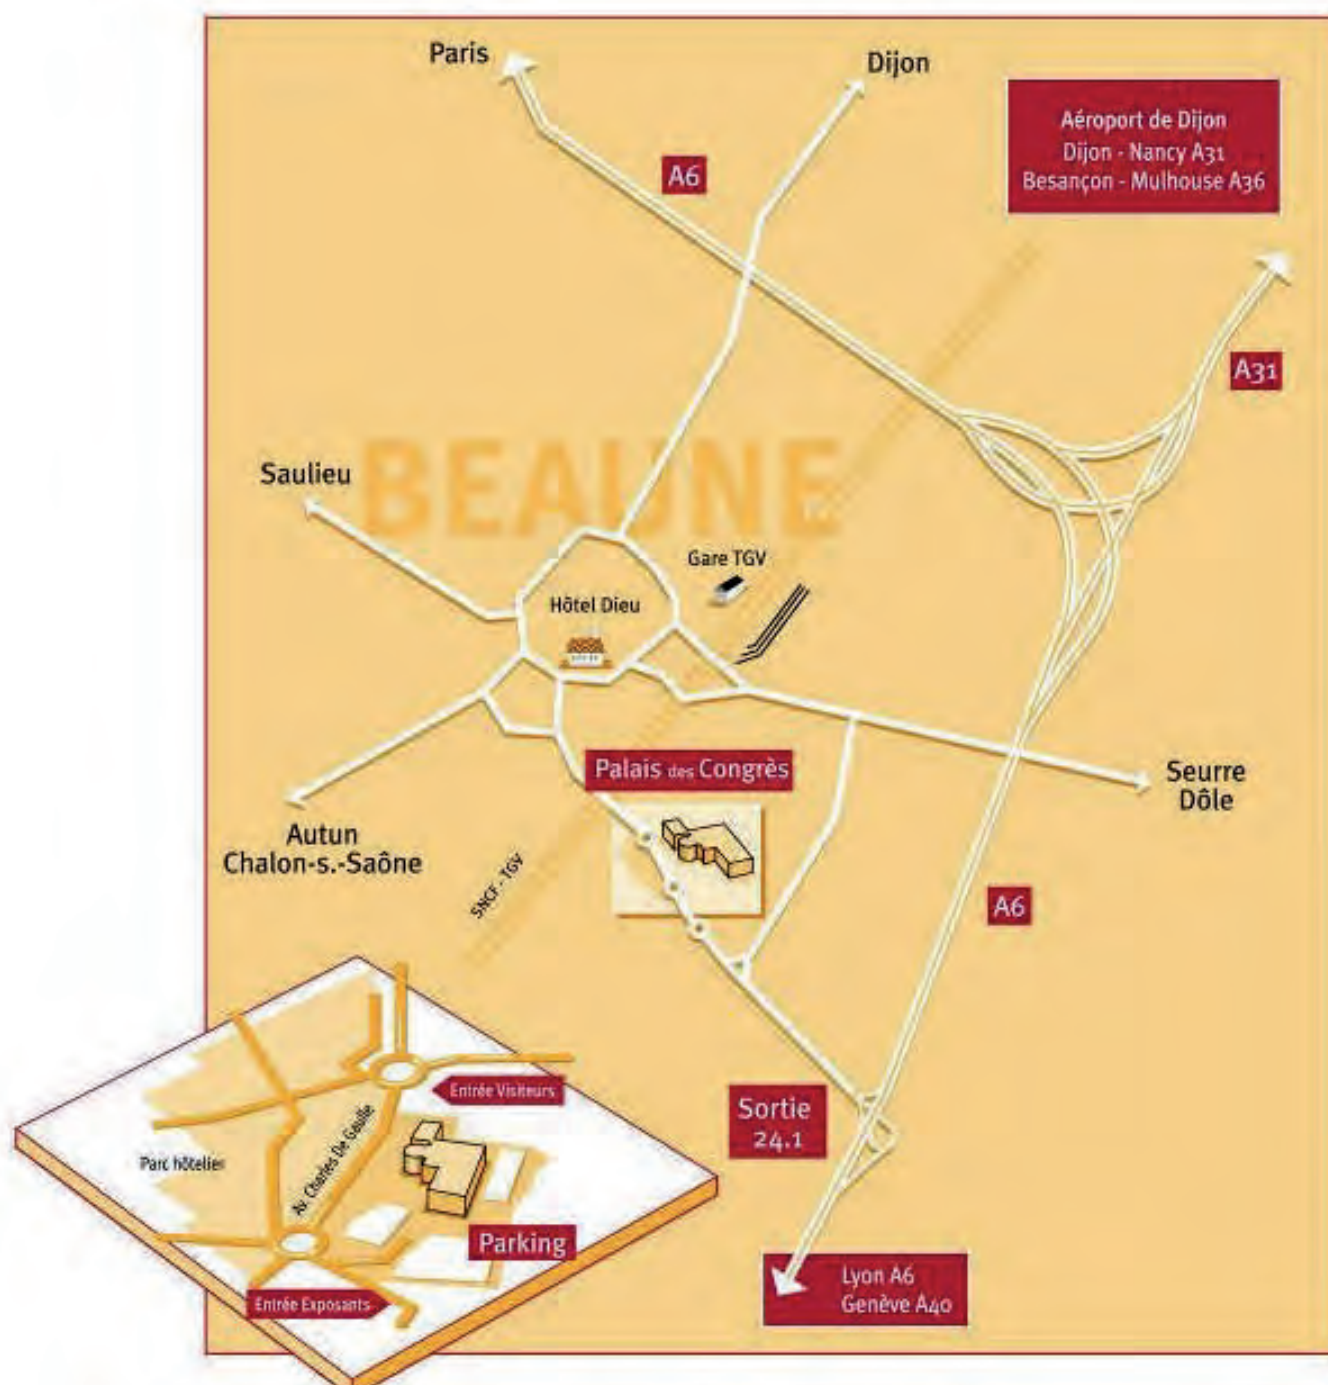 Paris
Dijon
Aéroport de Dijon
Dijon - Nancy A31
Besançon - Mulhouse A36
A6
A31
BEAUNE
Saulieu
Gare TGV
Hôtel Dieu
Palais des Congrès
Seurre
Dôle
Autun
Chalon-s.-Saône
SNCF - TGV
A6
Entrée Visiteurs
Av. Charles De Gaulle
Parc hôtelier
Sortie
24.1
Parking
Entrée Exposants
Lyon A6
Genève A40